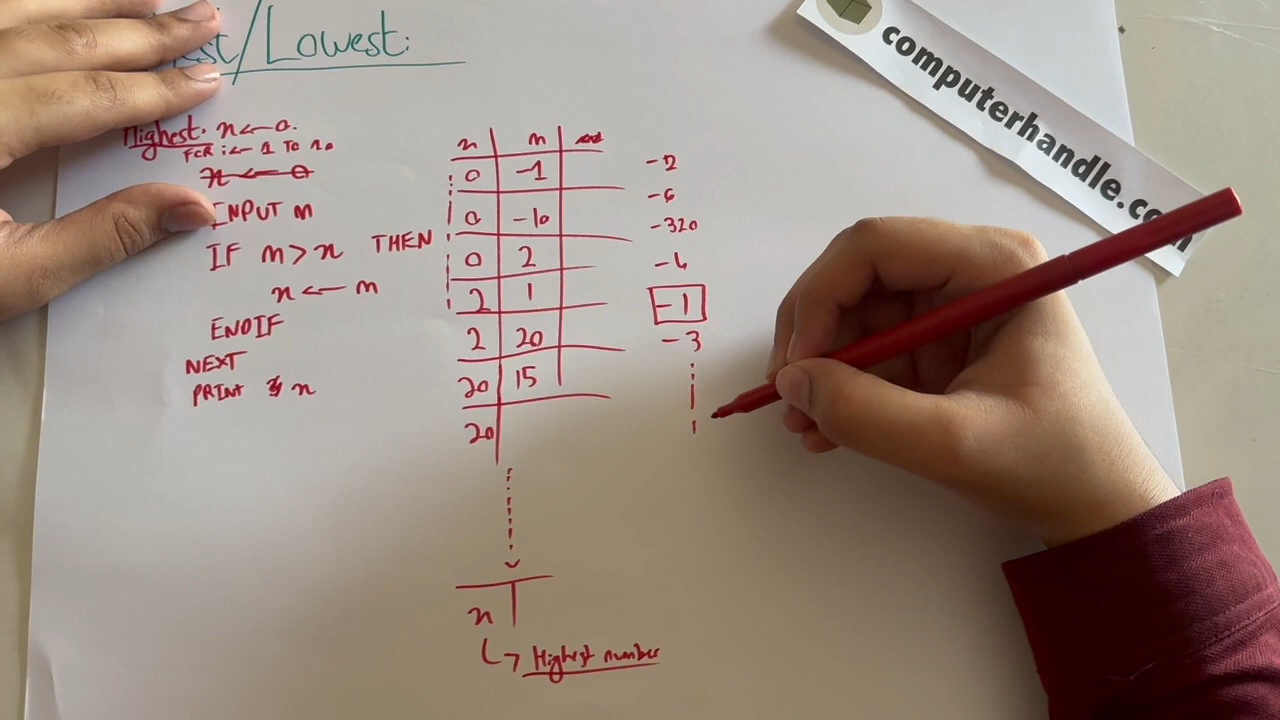 st/Lowest:
computerhandle.com
Highest. n ← 0.
FOR i ← 1 TO 10
n ← 0
INPUT m
IF m > n THEN
n ← m
ENDIF
NEXT
PRINT n
n m
0 -1
0 -10
0 2
2 1
2 20
20 15
20
n
Highest number
-2
-6
-320
-4
-1
-3